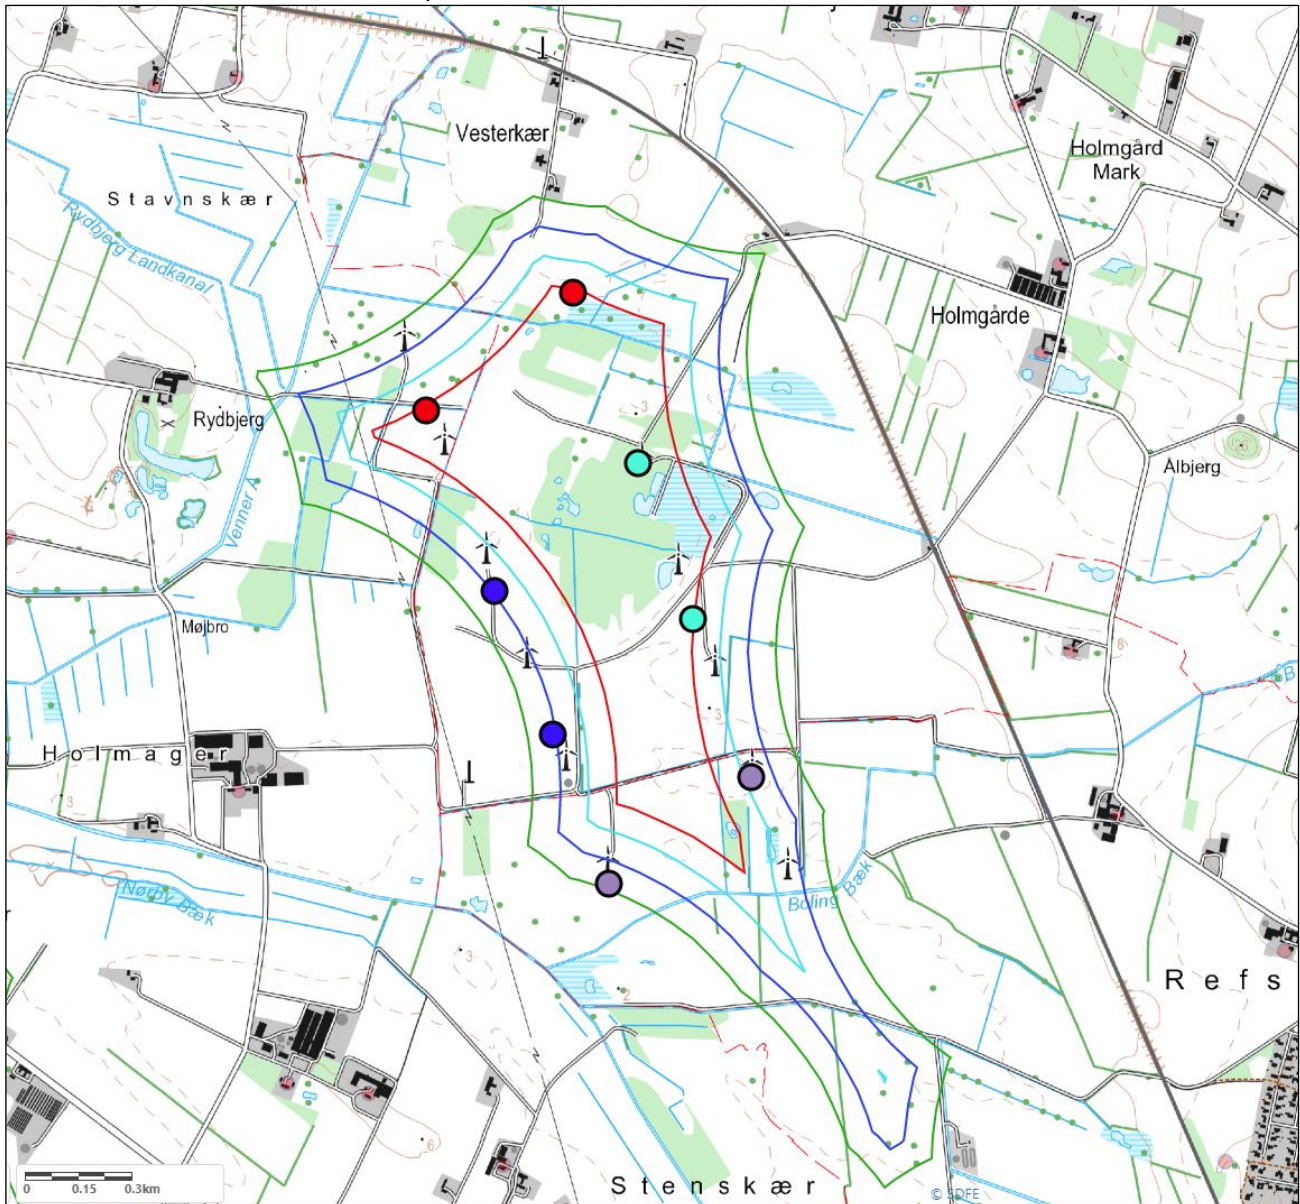 Vesterkær
Holmgård
Mark
Stavnskær
Rydbjerg Landkanal
Holmgårde
Rydbjerg
Ålbjerg
Venner Å
Møjbro
Holmager
Nørby Bæk
Boling Bæk
Refs
Stenskær
0 0.15 0.3km
© SDFE